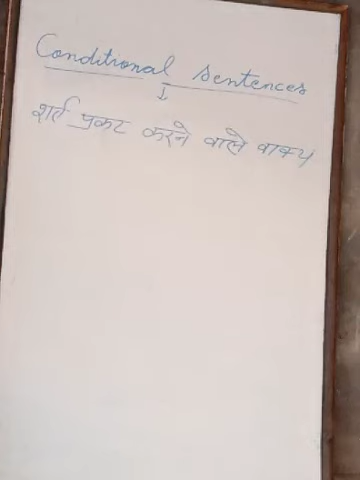 Conditional Sentences
↓
शर्त प्रकट करने वाले वाक्य